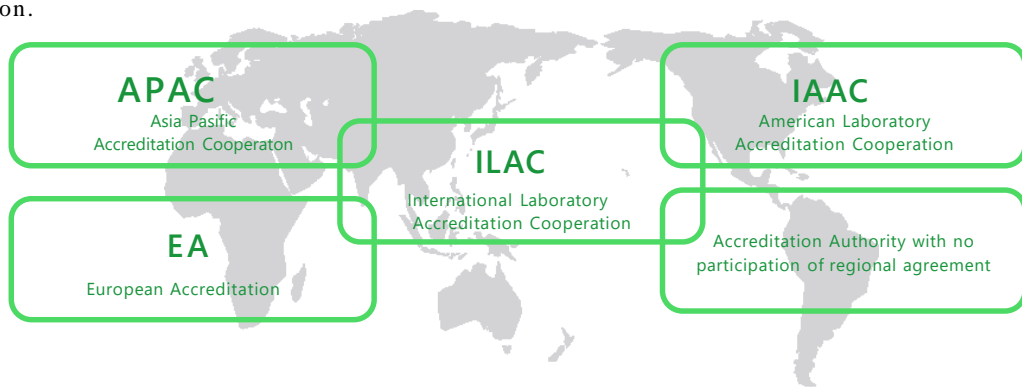 on.
APAC
Asia Pasific
Accreditation Cooperaton
IAAC
American Laboratory
Accreditation Cooperation
ILAC
International Laboratory
Accreditation Cooperation
EA
European Accreditation
Accreditation Authority with no
participation of regional agreement